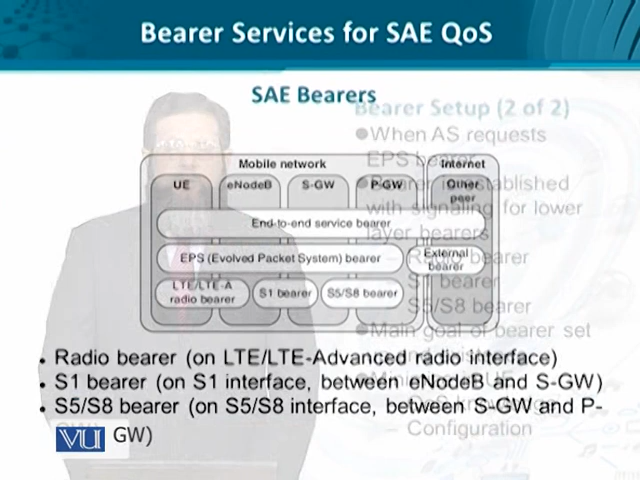 Bearer Services for SAE QoS
SAE Bearers
Bearer Setup (2 of 2)
When AS requests
EPS bearer
Bearer is established
with signaling for lower
layer bearers
Radio bearer
S1 bearer
S5/S8 bearer
Main goal of bearer set
Mobile network
Internet
UE
eNodeB
S-GW
P-GW
Other
peer
End-to-end service bearer
EPS (Evolved Packet System) bearer
External
bearer
LTE/LTE-A
radio bearer
S1 bearer
S5/S8 bearer
• Radio bearer (on LTE/LTE-Advanced radio interface)
• S1 bearer (on S1 interface, between eNodeB and S-GW)
• S5/S8 bearer (on S5/S8 interface, between S-GW and P-
GW)
– Configuration
VU